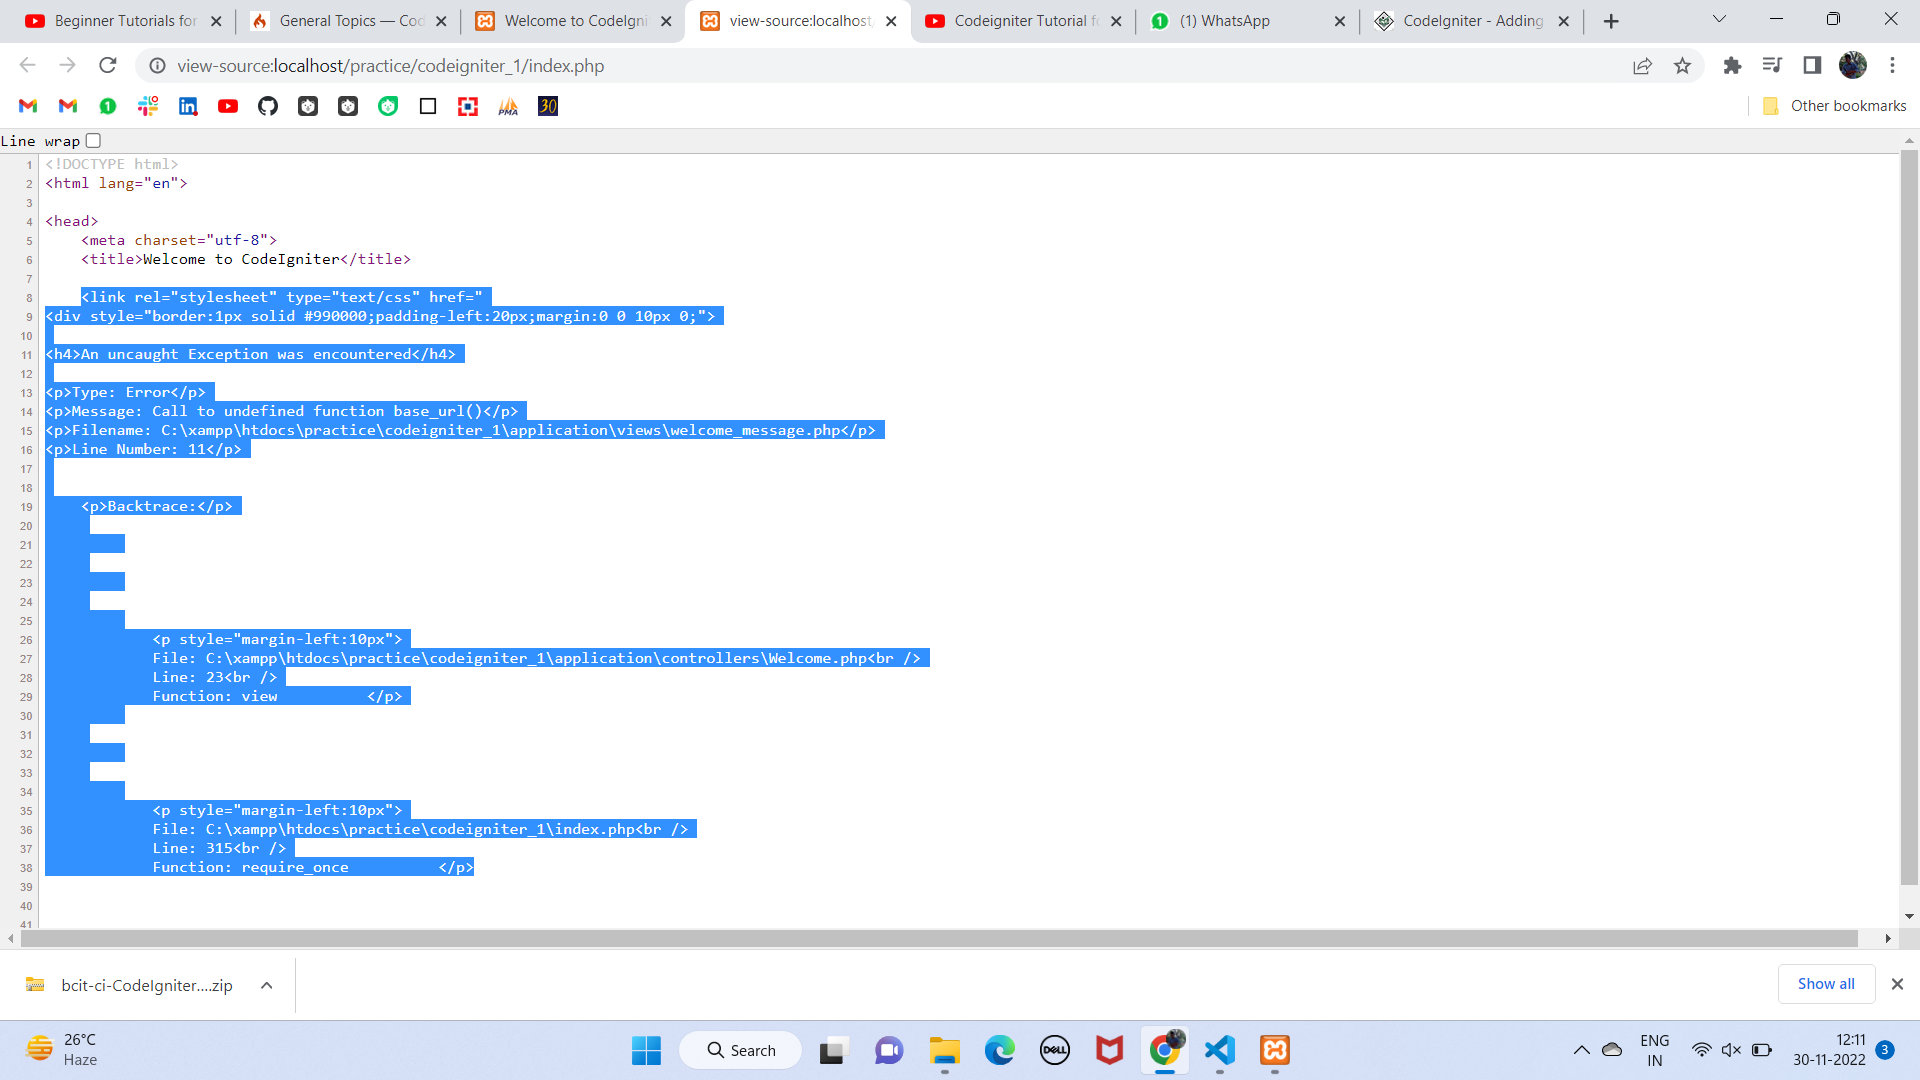 Beginner Tutorials for
General Topics — Cod
Welcome to CodeIgni
view-source:localhost/
Codeigniter Tutorial fo
(1) WhatsApp
CodeIgniter - Adding
view-source:localhost/practice/codeigniter_1/index.php
PMA
30
Other bookmarks
Line wrap
1 <!DOCTYPE html>
2 <html lang="en">
3
4 <head>
5 <meta charset="utf-8">
6 <title>Welcome to CodeIgniter</title>
7
8 <link rel="stylesheet" type="text/css" href="
9 <div style="border:1px solid #990000;padding-left:20px;margin:0 0 10px 0;">
10
11 <h4>An uncaught Exception was encountered</h4>
12
13 <p>Type: Error</p>
14 <p>Message: Call to undefined function base_url()</p>
15 <p>Filename: C:\xampp\htdocs\practice\codeigniter_1\application\views\welcome_message.php</p>
16 <p>Line Number: 11</p>
17
18
19 <p>Backtrace:</p>
20
21
22
23
24
25
26 <p style="margin-left:10px">
27 File: C:\xampp\htdocs\practice\codeigniter_1\application\controllers\Welcome.php<br />
28 Line: 23<br />
29 Function: view </p>
30
31
32
33
34
35 <p style="margin-left:10px">
36 File: C:\xampp\htdocs\practice\codeigniter_1\index.php<br />
37 Line: 315<br />
38 Function: require_once </p>
39
40
41
bcit-ci-CodeIgniter....zip
Show all
26°C
Haze
Search
DELL
ENG
IN
12:11
30-11-2022
3